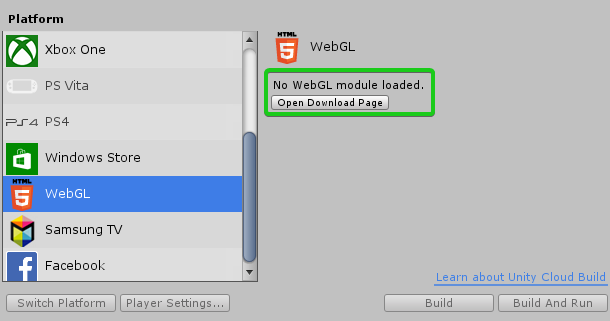 Platform
Xbox One
PS Vita
PS4
Windows Store
HTML
5
WebGL
Samsung TV
Facebook
HTML
5
WebGL
No WebGL module loaded.
Open Download Page
Learn about Unity Cloud Build
Switch Platform
Player Settings...
Build
Build And Run